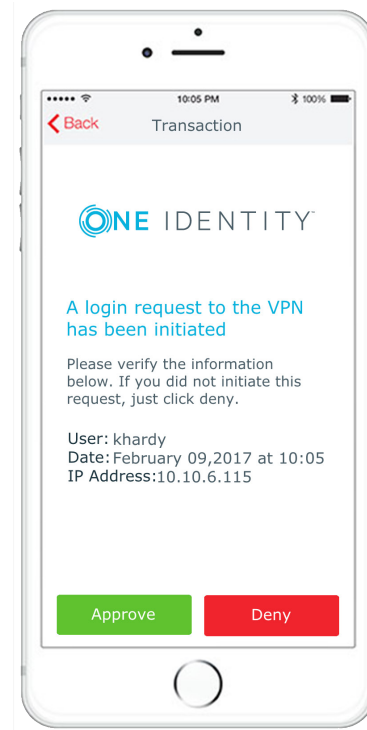 10:05 PM 100%
Back Transaction
ONE IDENTITY™
A login request to the VPN
has been initiated
Please verify the information
below. If you did not initiate this
request, just click deny.
User: khardy
Date: February 09,2017 at 10:05
IP Address:10.10.6.115
Approve Deny